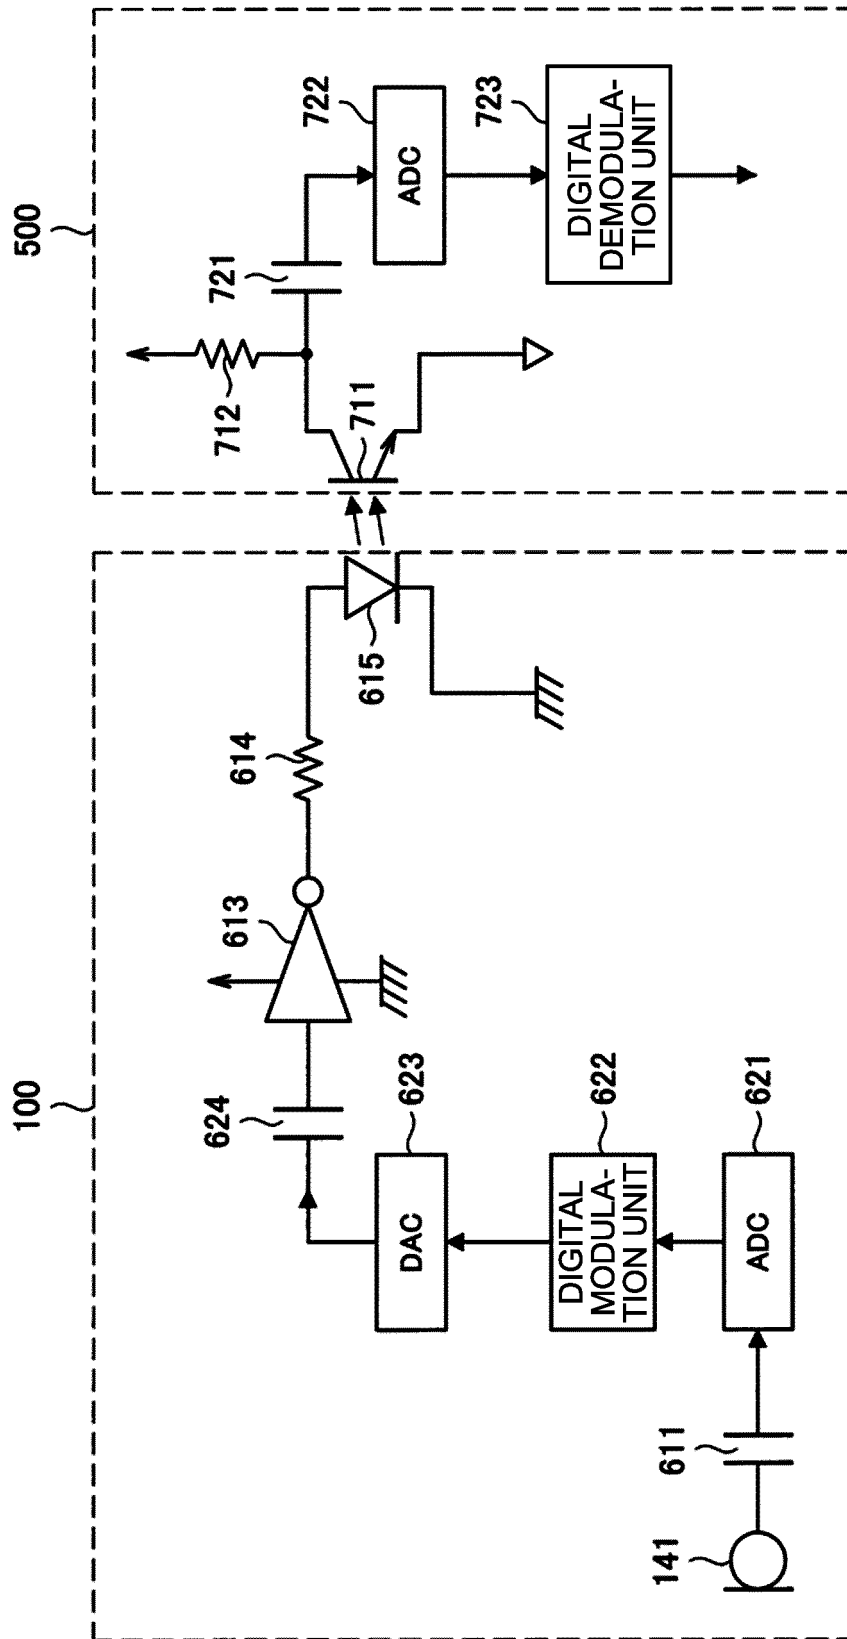 100
500
141
611
ADC
621
DIGITAL
MODULA-
TION UNIT
622
DAC
623
624
613
614
615
711
712
721
ADC
722
DIGITAL
DEMODULA-
TION UNIT
723